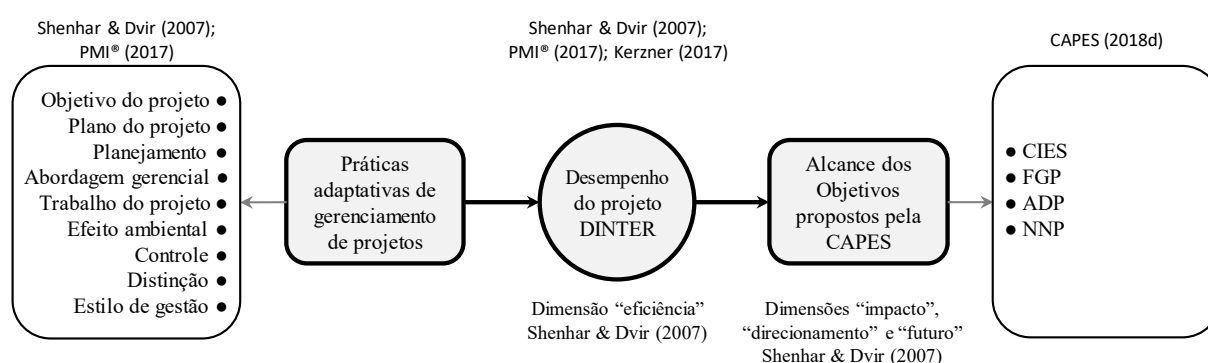 Shenhar & Dvir (2007);
PMI® (2017)
Objetivo do projeto ●
Plano do projeto ●
Planejamento ●
Abordagem gerencial ●
Trabalho do projeto ●
Efeito ambiental ●
Controle ●
Distinção ●
Estilo de gestão ●
Práticas
adaptativas de
gerenciamento
de projetos
Shenhar & Dvir (2007);
PMI® (2017); Kerzner (2017)
Desempenho
do projeto
DINTER
Dimensão “eficiência”
Shenhar & Dvir (2007)
Alcance dos
Objetivos
propostos pela
CAPES
Dimensões “impacto”,
“direcionamento” e “futuro”
Shenhar & Dvir (2007)
CAPES (2018d)
● CIES
● FGP
● ADP
● NNP